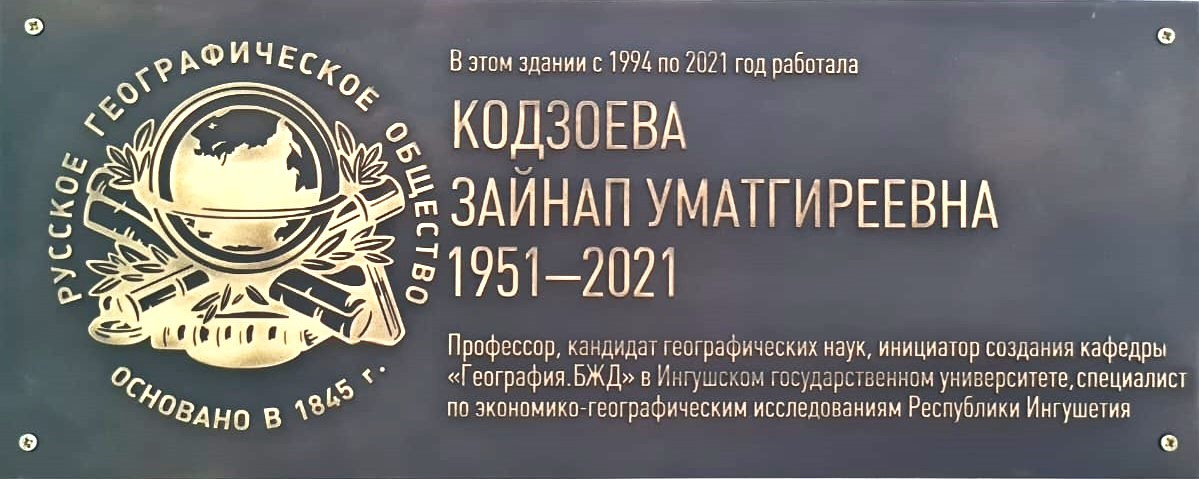 РУССКОЕ ГЕОГРАФИЧЕСКОЕ ОБЩЕСТВО
ОСНОВАНО В 1845 г.
В этом здании с 1994 по 2021 год работала
КОДЗОЕВА
ЗАЙНАП УМАТГИРЕЕВНА
1951–2021
Профессор, кандидат географических наук, инициатор создания кафедры
«География.БЖД» в Ингушском государственном университете, специалист
по экономико-географическим исследованиям Республики Ингушетия